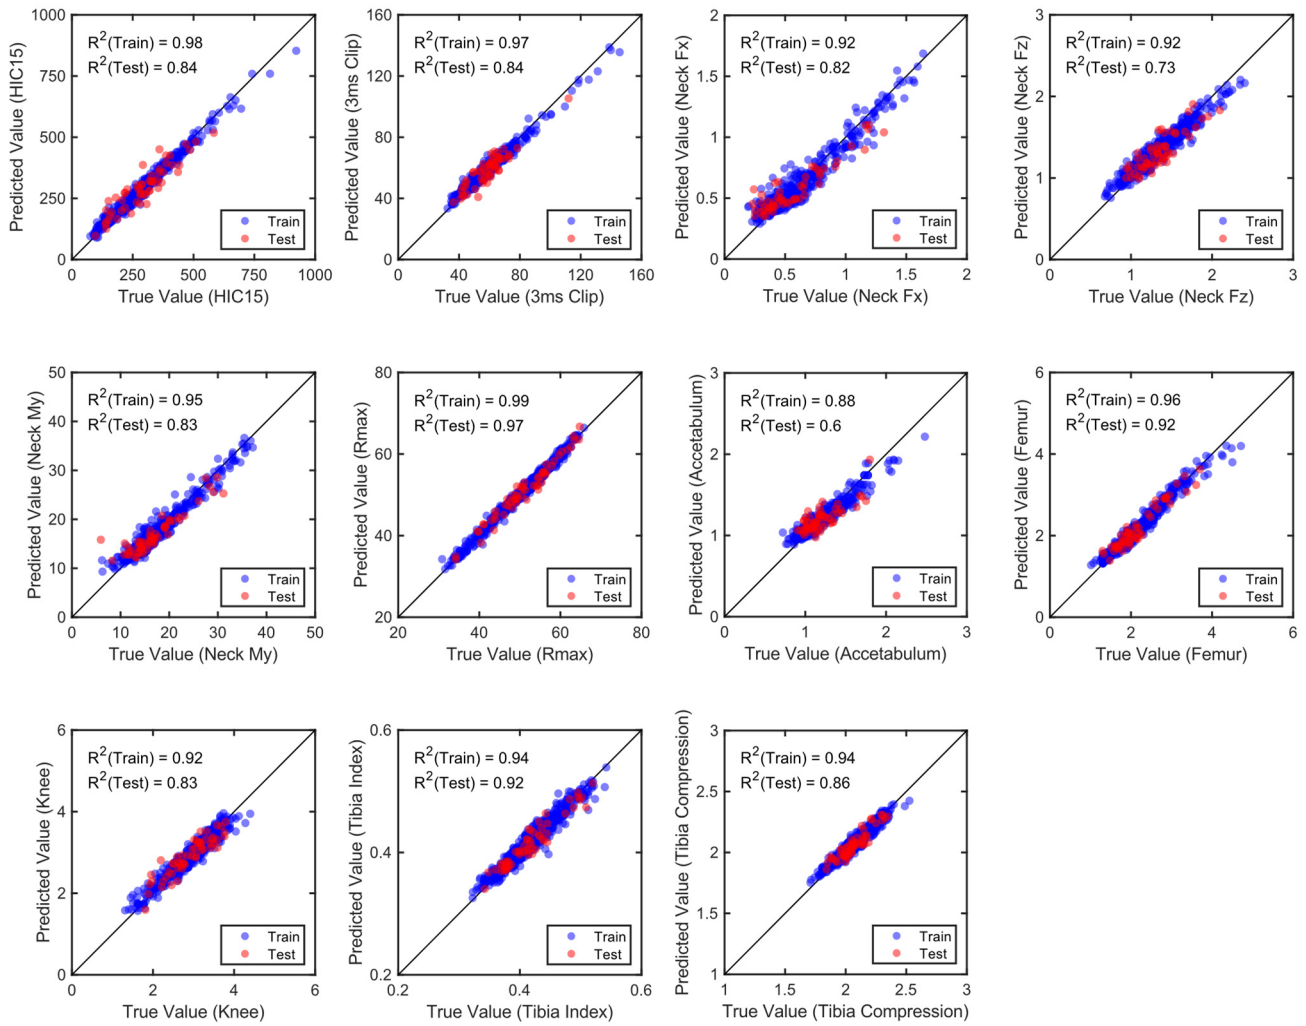 1000
750
500
250
0
0
250
500
750
1000
Predicted Value (HIC15)
True Value (HIC15)
R²(Train) = 0.98
R²(Test) = 0.84
Train
Test
160
120
80
40
0
0
40
80
120
160
Predicted Value (3ms Clip)
True Value (3ms Clip)
R²(Train) = 0.97
R²(Test) = 0.84
Train
Test
2
1.5
1
0.5
0
0
0.5
1
1.5
2
Predicted Value (Neck Fx)
True Value (Neck Fx)
R²(Train) = 0.92
R²(Test) = 0.82
Train
Test
3
2
1
0
0
1
2
3
Predicted Value (Neck Fz)
True Value (Neck Fz)
R²(Train) = 0.92
R²(Test) = 0.73
Train
Test
50
40
30
20
10
0
0
10
20
30
40
50
Predicted Value (Neck My)
True Value (Neck My)
R²(Train) = 0.95
R²(Test) = 0.83
Train
Test
80
60
40
20
20
40
60
80
Predicted Value (Rmax)
True Value (Rmax)
R²(Train) = 0.99
R²(Test) = 0.97
Train
Test
3
2
1
0
0
1
2
3
Predicted Value (Acetabulum)
True Value (Accetabulum)
R²(Train) = 0.88
R²(Test) = 0.6
Train
Test
6
4
2
0
0
2
4
6
Predicted Value (Femur)
True Value (Femur)
R²(Train) = 0.96
R²(Test) = 0.92
Train
Test
6
4
2
0
0
2
4
6
Predicted Value (Knee)
True Value (Knee)
R²(Train) = 0.92
R²(Test) = 0.83
Train
Test
0.6
0.4
0.2
0.2
0.4
0.6
Predicted Value (Tibia Index)
True Value (Tibia Index)
R²(Train) = 0.94
R²(Test) = 0.92
Train
Test
3
2.5
2
1.5
1
1
1.5
2
2.5
3
Predicted Value (Tibia Compression)
True Value (Tibia Compression)
R²(Train) = 0.94
R²(Test) = 0.86
Train
Test